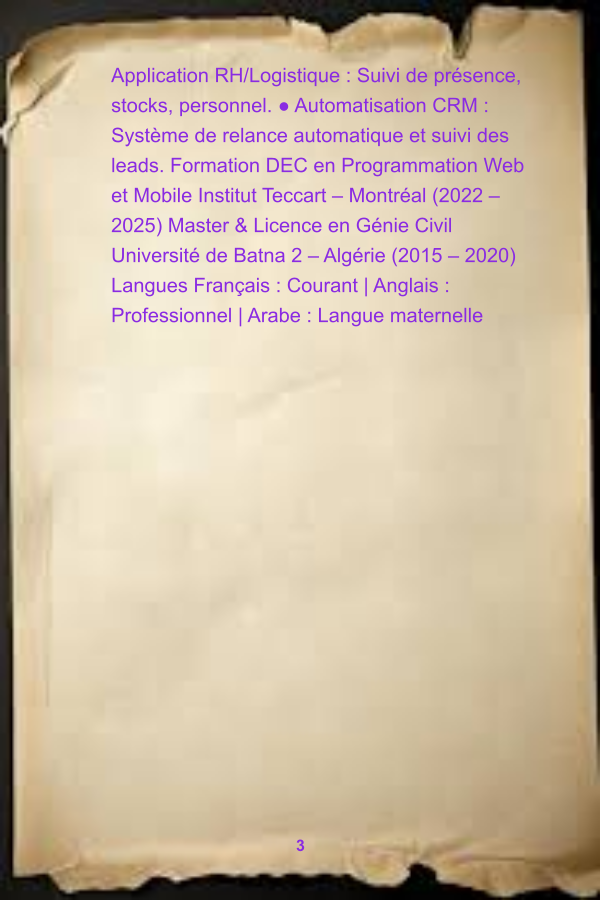 Application RH/Logistique : Suivi de présence,
stocks, personnel. ● Automatisation CRM :
Système de relance automatique et suivi des
leads. Formation DEC en Programmation Web
et Mobile Institut Teccart – Montréal (2022 –
2025) Master & Licence en Génie Civil
Université de Batna 2 – Algérie (2015 – 2020)
Langues Français : Courant | Anglais :
Professionnel | Arabe : Langue maternelle
3